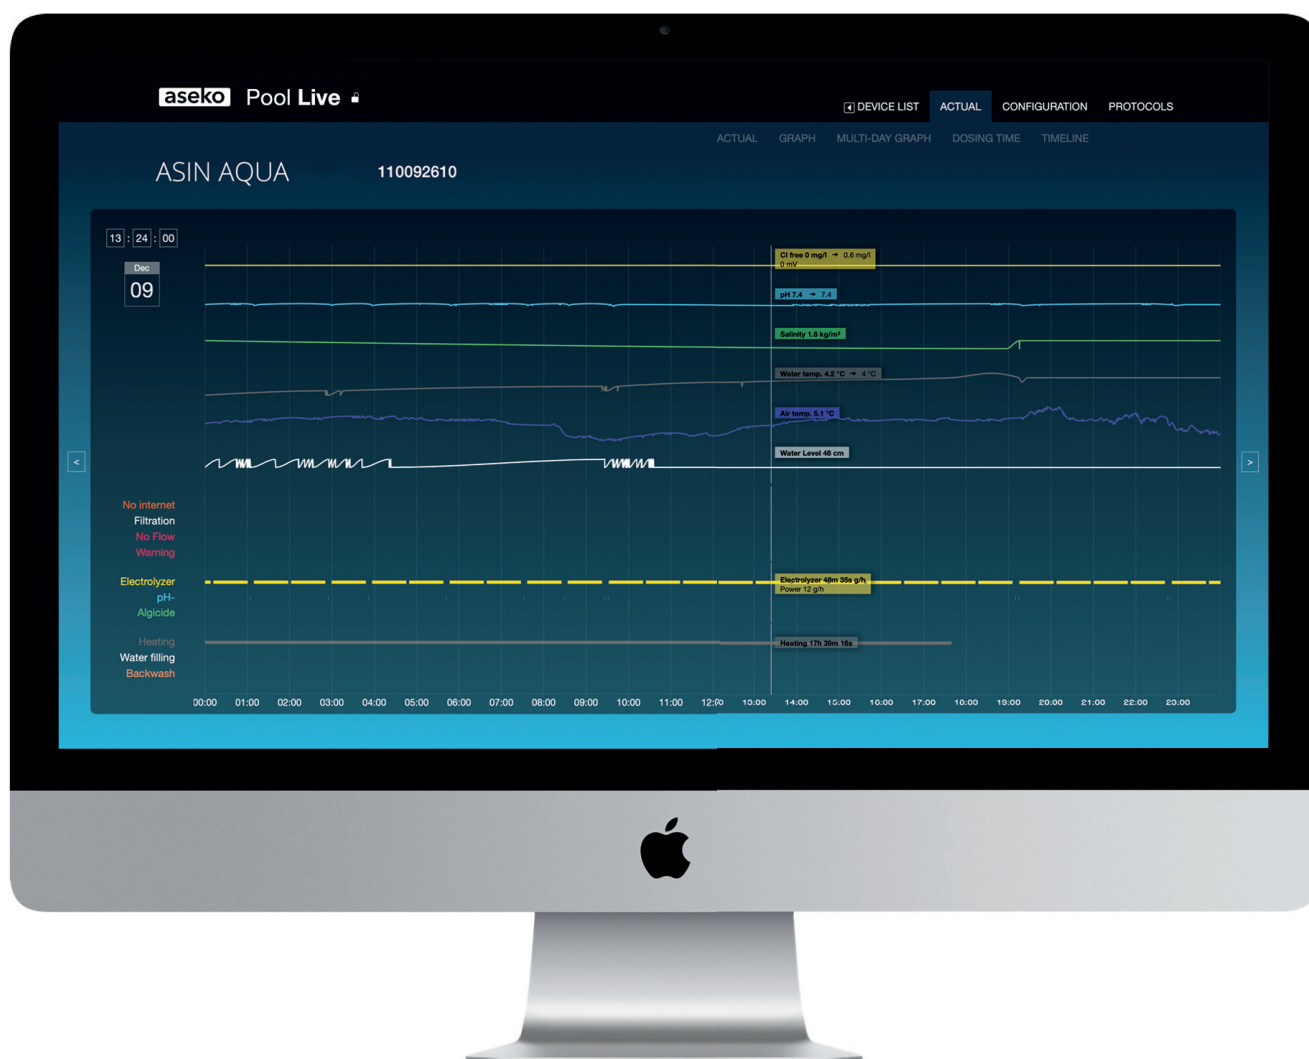 aseko Pool Live
DEVICE LIST ACTUAL CONFIGURATION PROTOCOLS
ACTUAL GRAPH MULTI-DAY GRAPH DOSING TIME TIMELINE
ASIN AQUA 110092610
13 : 24 : 00
Dec
09
Cl free 0 mg/l ➔ 0.6 mg/l
0 mV
pH 7.4 ➔ 7.4
Salinity 1.8 kg/m³
Water temp. 4.2 °C ➔ 4 °C
Air temp. 5.1 °C
Water Level 48 cm
< >
No internet
Filtration
No Flow
Warning
Electrolyzer
Electrolyzer 48m 35s g/h
Power 12 g/h
pH-
Algicide
Heating
Heating 17h 39m 16s
Water filling
Backwash
00:00 01:00 02:00 03:00 04:00 05:00 06:00 07:00 08:00 09:00 10:00 11:00 14:00 15:00 17:00 19:00 20:00 21:00 22:00